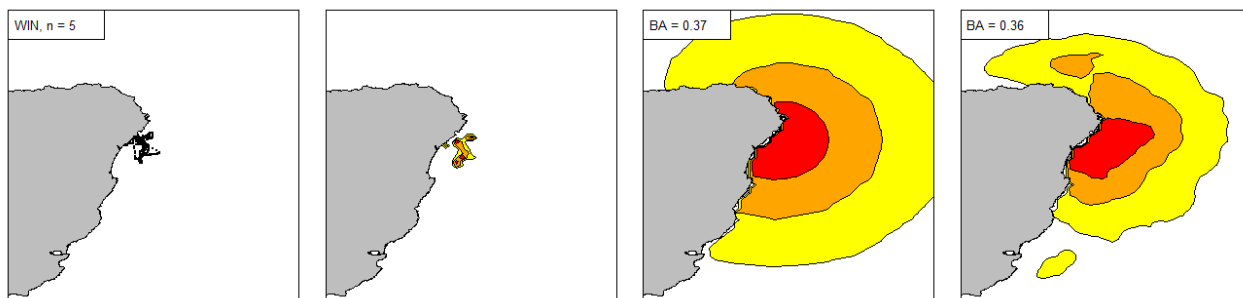 WIN, n = 5
BA = 0.37
BA = 0.36